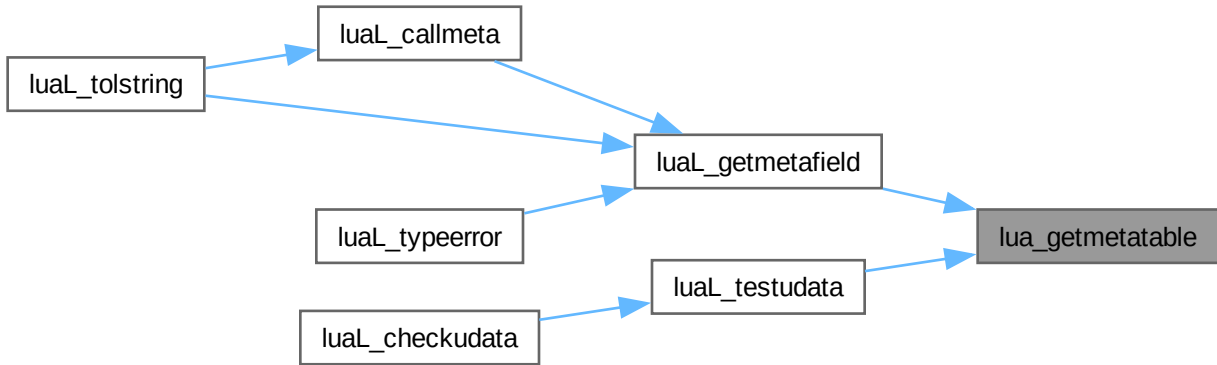 luaL_callmeta
luaL_tolstring
luaL_getmetafield
luaL_typeerror
lua_getmetatable
luaL_testudata
luaL_checkudata